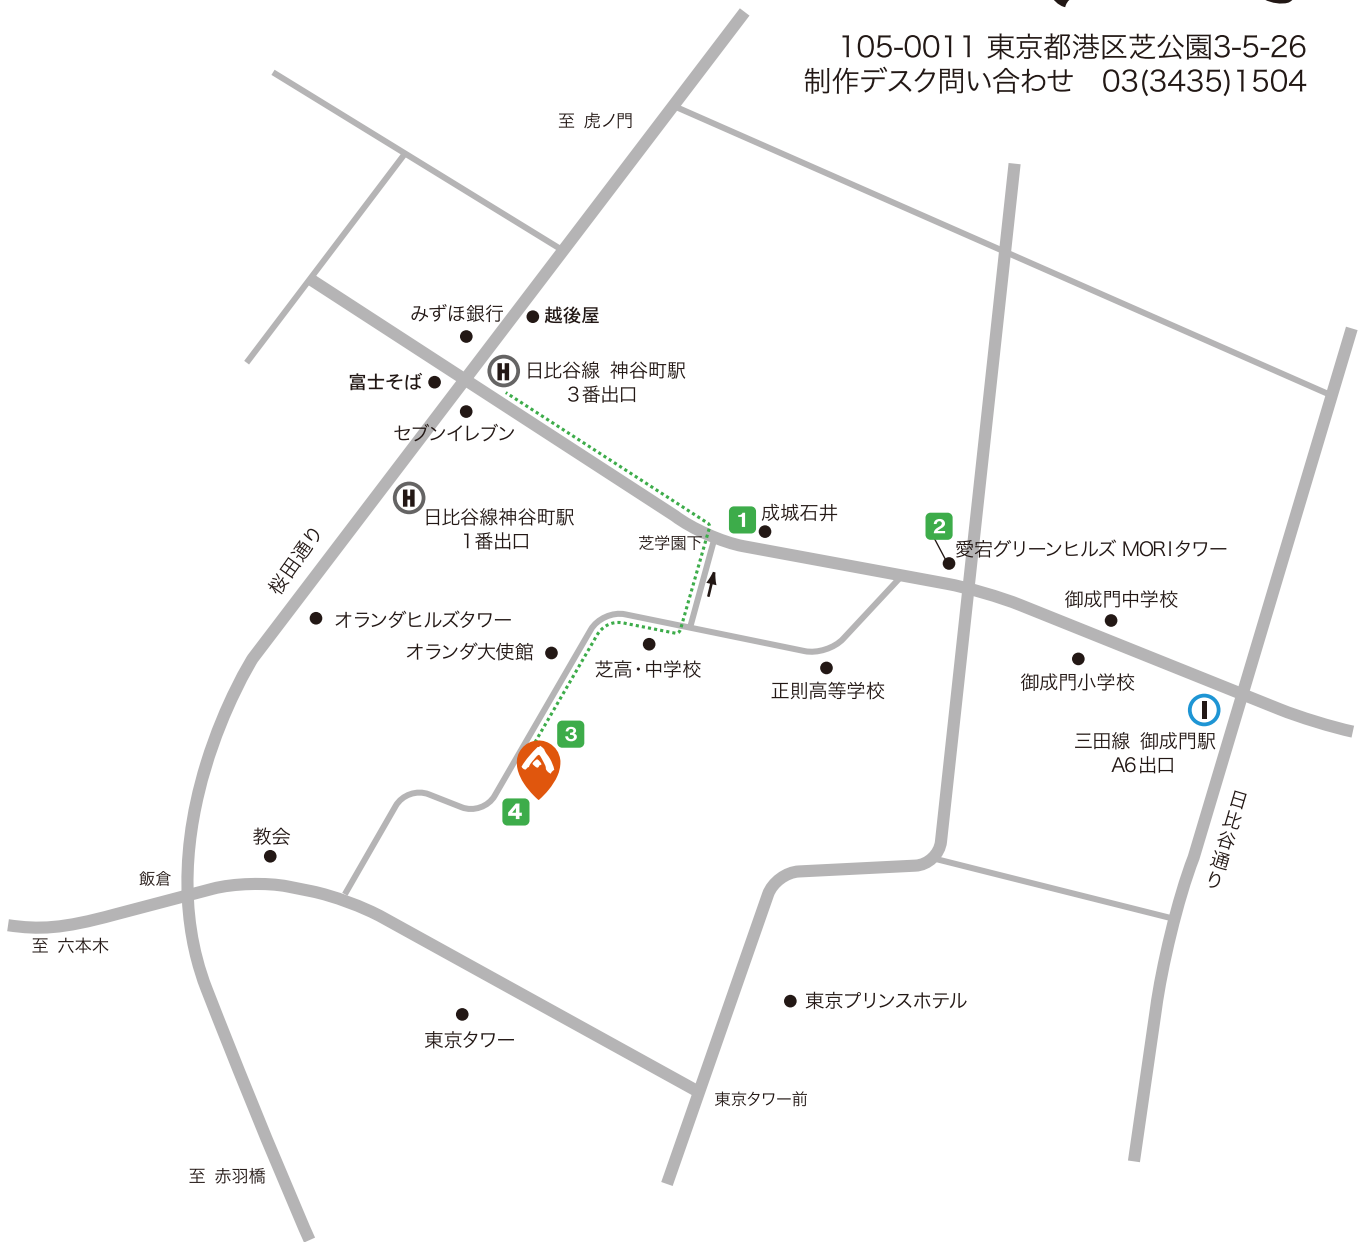 105-0011 東京都港区芝公園3-5-26
制作デスク問い合わせ 03(3435)1504
至 虎ノ門
みずほ銀行
越後屋
日比谷線 神谷町駅
3番出口
富士そば
セブンイレブン
日比谷線神谷町駅
1番出口
桜田通り
1
成城石井
芝学園下
2
愛宕グリーンヒルズ MORIタワー
御成門中学校
御成門小学校
オランダヒルズタワー
オランダ大使館
芝高・中学校
正則高等学校
I
三田線 御成門駅
A6出口
日比谷通り
3
4
教会
飯倉
至 六本木
東京タワー
東京プリンスホテル
東京タワー前
至 赤羽橋
H
H